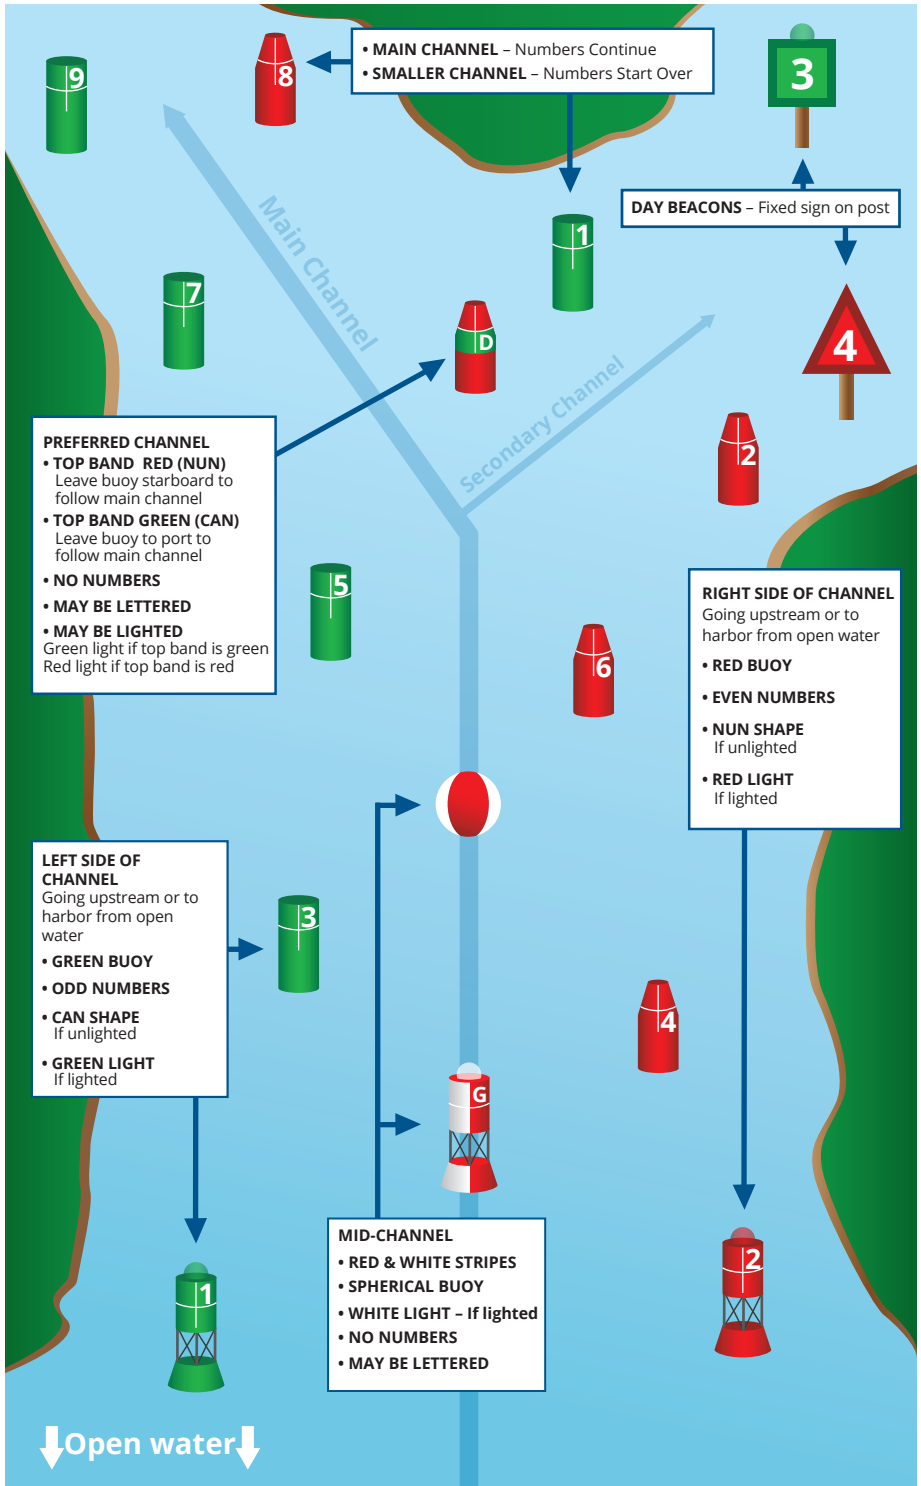 • MAIN CHANNEL – Numbers Continue
• SMALLER CHANNEL – Numbers Start Over
9
8
3
DAY BEACONS – Fixed sign on post
1
Main Channel
7
D
4
Secondary Channel
2
PREFERRED CHANNEL
• TOP BAND RED (NUN)
Leave buoy starboard to
follow main channel
• TOP BAND GREEN (CAN)
Leave buoy to port to
follow main channel
• NO NUMBERS
• MAY BE LETTERED
• MAY BE LIGHTED
Green light if top band is green
Red light if top band is red
5
6
RIGHT SIDE OF CHANNEL
Going upstream or to
harbor from open water
• RED BUOY
• EVEN NUMBERS
• NUN SHAPE
If unlighted
• RED LIGHT
If lighted
LEFT SIDE OF
CHANNEL
Going upstream or to
harbor from open
water
• GREEN BUOY
• ODD NUMBERS
• CAN SHAPE
If unlighted
• GREEN LIGHT
If lighted
3
4
G
MID-CHANNEL
• RED & WHITE STRIPES
• SPHERICAL BUOY
• WHITE LIGHT – If lighted
• NO NUMBERS
• MAY BE LETTERED
1
2
Open water